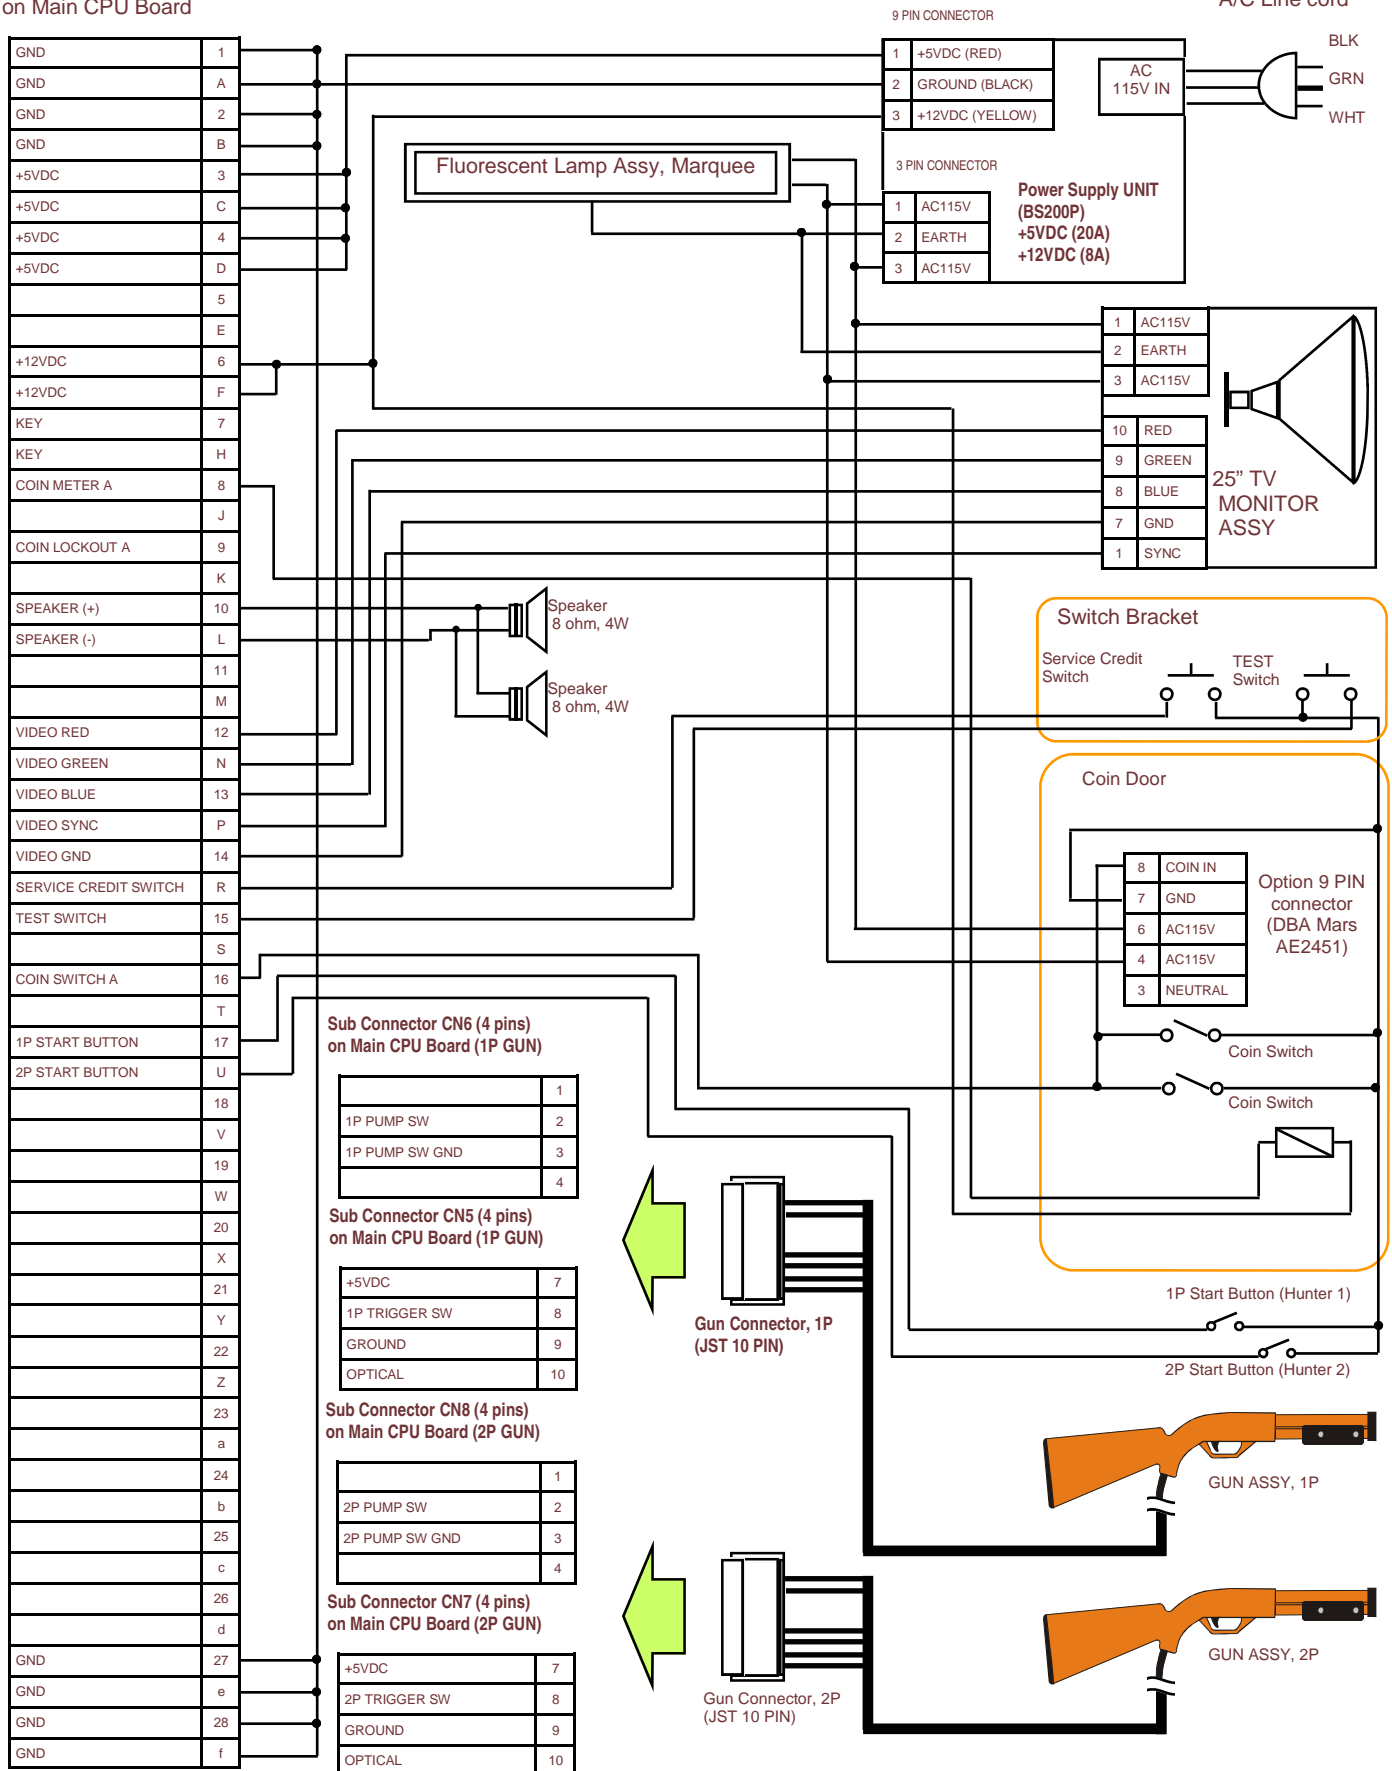 on Main CPU Board
A/C Line cord
9 PIN CONNECTOR
BLK
GRN
WHT
1 +5VDC (RED)
2 GROUND (BLACK)
3 +12VDC (YELLOW)
AC
115V IN
3 PIN CONNECTOR
1 AC115V
2 EARTH
3 AC115V
Power Supply UNIT
(BS200P)
+5VDC (20A)
+12VDC (8A)
Fluorescent Lamp Assy, Marquee
GND 1
GND A
GND 2
GND B
+5VDC 3
+5VDC C
+5VDC 4
+5VDC D
5
E
+12VDC 6
+12VDC F
KEY 7
KEY H
COIN METER A 8
J
COIN LOCKOUT A 9
K
SPEAKER (+) 10
SPEAKER (-) L
11
M
VIDEO RED 12
VIDEO GREEN N
VIDEO BLUE 13
VIDEO SYNC P
VIDEO GND 14
SERVICE CREDIT SWITCH R
TEST SWITCH 15
S
COIN SWITCH A 16
T
1P START BUTTON 17
2P START BUTTON U
18
V
19
W
20
X
21
Y
22
Z
23
a
24
b
25
c
26
d
GND 27
GND e
GND 28
GND f
1 AC115V
2 EARTH
3 AC115V
10 RED
9 GREEN
8 BLUE
7 GND
1 SYNC
25” TV
MONITOR
ASSY
Speaker
8 ohm, 4W
Speaker
8 ohm, 4W
Switch Bracket
Service Credit
Switch
TEST
Switch
Coin Door
8 COIN IN
7 GND
6 AC115V
4 AC115V
3 NEUTRAL
Option 9 PIN
connector
(DBA Mars
AE2451)
Coin Switch
Coin Switch
1P Start Button (Hunter 1)
2P Start Button (Hunter 2)
Sub Connector CN6 (4 pins)
on Main CPU Board (1P GUN)
1
1P PUMP SW 2
1P PUMP SW GND 3
4
Sub Connector CN5 (4 pins)
on Main CPU Board (1P GUN)
+5VDC 7
1P TRIGGER SW 8
GROUND 9
OPTICAL 10
Gun Connector, 1P
(JST 10 PIN)
Sub Connector CN8 (4 pins)
on Main CPU Board (2P GUN)
1
2P PUMP SW 2
2P PUMP SW GND 3
4
Sub Connector CN7 (4 pins)
on Main CPU Board (2P GUN)
+5VDC 7
2P TRIGGER SW 8
GROUND 9
OPTICAL 10
Gun Connector, 2P
(JST 10 PIN)
GUN ASSY, 1P
GUN ASSY, 2P